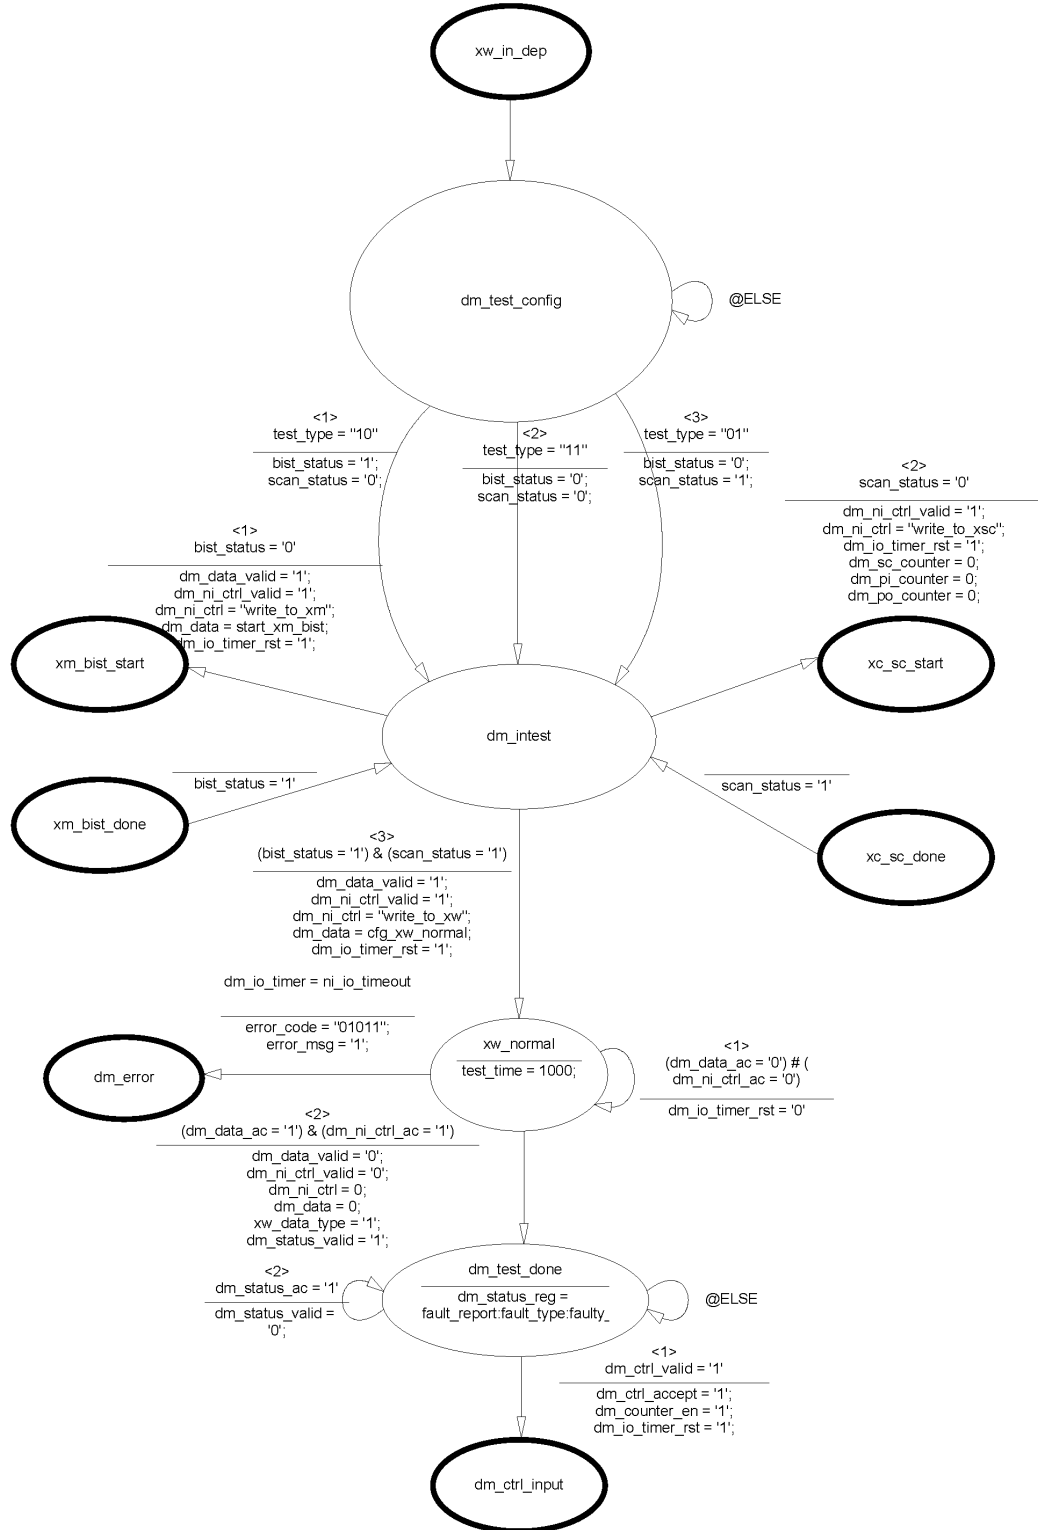 xw_in_dep
dm_test_config
@ELSE
<1>
test_type = "10"
bist_status = '1';
scan_status = '0';
<2>
test_type = "11"
bist_status = '0';
scan_status = '0';
<3>
test_type = "01"
bist_status = '0';
scan_status = '1';
<2>
scan_status = '0'
dm_ni_ctrl_valid = '1';
dm_ni_ctrl = "write_to_xsc";
dm_io_timer_rst = '1';
dm_sc_counter = 0;
dm_pi_counter = 0;
dm_po_counter = 0;
<1>
bist_status = '0'
dm_data_valid = '1';
dm_ni_ctrl_valid = '1';
dm_ni_ctrl = "write_to_xm";
dm_data = start_xm_bist;
dm_io_timer_rst = '1';
xm_bist_start
xc_sc_start
dm_intest
bist_status = '1'
scan_status = '1'
xm_bist_done
xc_sc_done
<3>
(bist_status = '1') & (scan_status = '1')
dm_data_valid = '1';
dm_ni_ctrl_valid = '1';
dm_ni_ctrl = "write_to_xw";
dm_data = cfg_xw_normal;
dm_io_timer_rst = '1';
dm_io_timer = ni_io_timeout
error_code = "01011";
error_msg = '1';
dm_error
xw_normal
test_time = 1000;
<1>
(dm_data_ac = '0') # (
dm_ni_ctrl_ac = '0')
dm_io_timer_rst = '0'
<2>
(dm_data_ac = '1') & (dm_ni_ctrl_ac = '1')
dm_data_valid = '0';
dm_ni_ctrl_valid = '0';
dm_ni_ctrl = 0;
dm_data = 0;
xw_data_type = '1';
dm_status_valid = '1';
<2>
dm_status_ac = '1'
dm_status_valid =
'0';
dm_test_done
dm_status_reg =
fault_report:fault_type:faulty_
@ELSE
<1>
dm_ctrl_valid = '1'
dm_ctrl_accept = '1';
dm_counter_en = '1';
dm_io_timer_rst = '1';
dm_ctrl_input